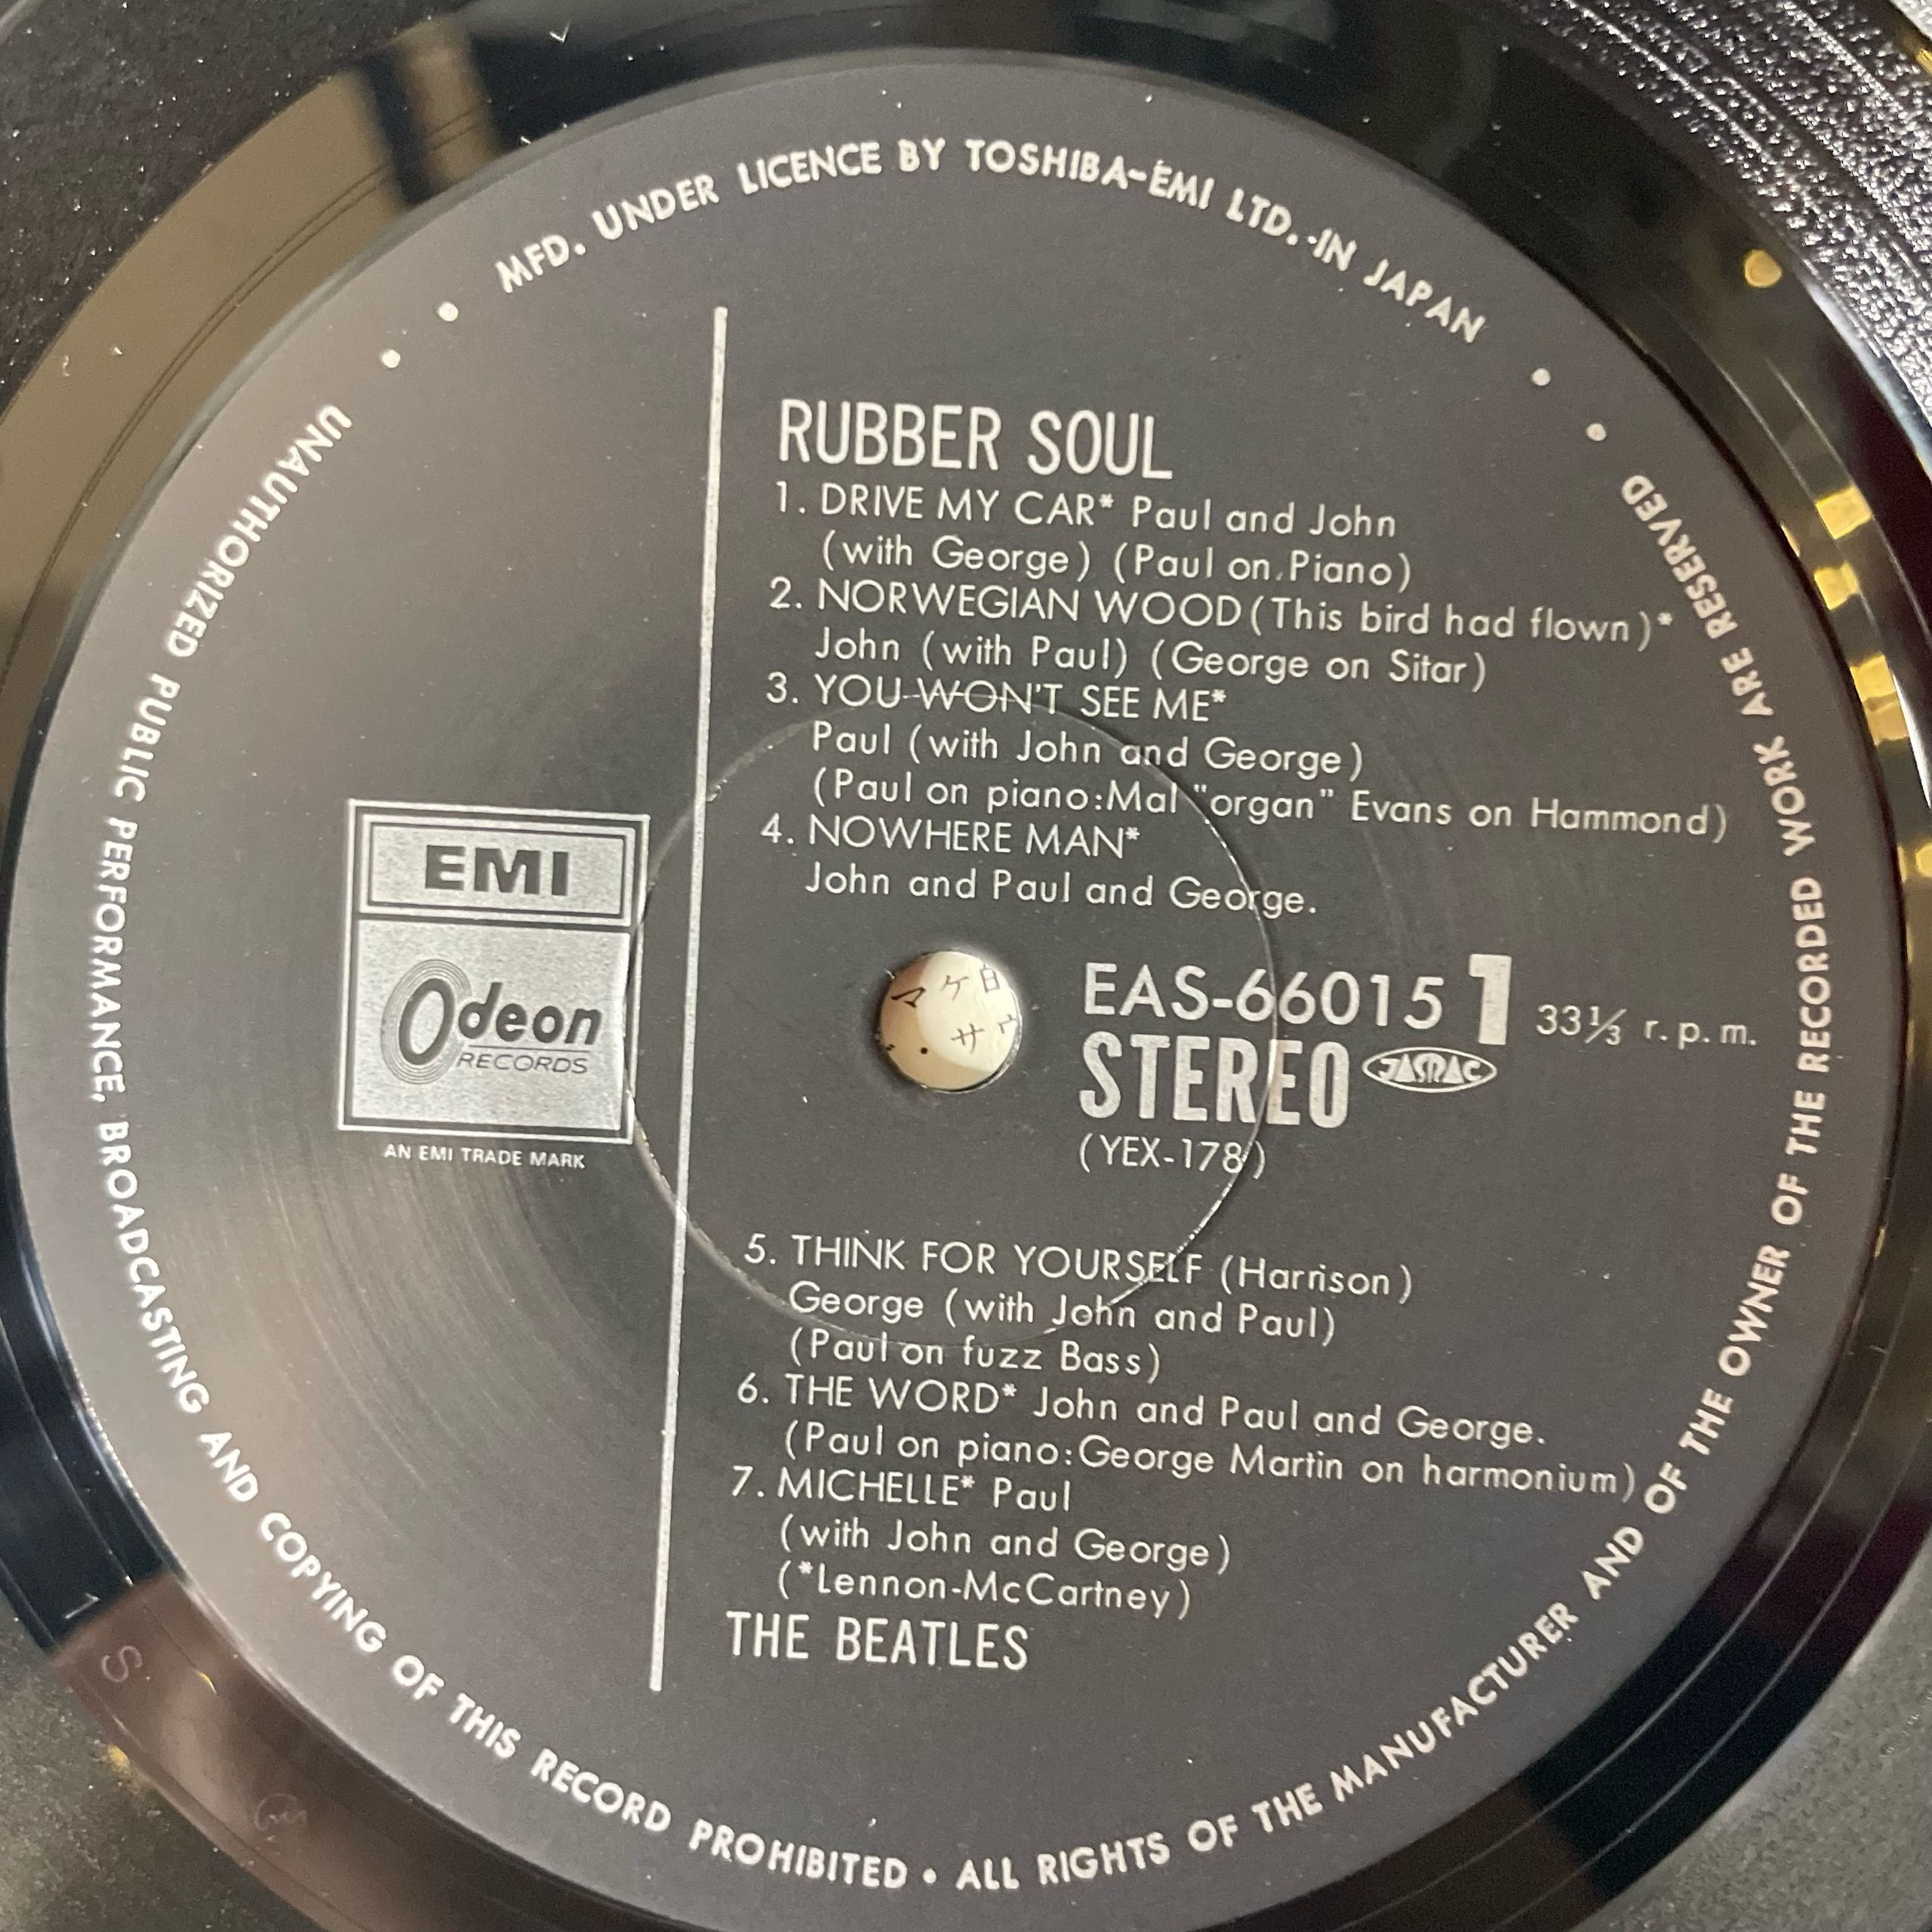 MFD. UNDER LICENCE BY TOSHIBA-EMI LTD. IN JAPAN
RUBBER SOUL
1. DRIVE MY CAR* Paul and John
(with George) (Paul on Piano)
2. NORWEGIAN WOOD (This bird had flown)*
John (with Paul) (George on Sitar)
3. YOU WON'T SEE ME*
Paul (with John and George)
(Paul on piano:Mal "organ" Evans on Hammond)
4. NOWHERE MAN*
John and Paul and George.
EMI
Odeon
RECORDS
AN EMI TRADE MARK
マケ白
サ
EAS-66015 1 33⅓ r.p.m.
STEREO JASRAC
(YEX-178)
5. THINK FOR YOURSELF (Harrison)
George (with John and Paul)
(Paul on fuzz Bass)
6. THE WORD* John and Paul and George.
(Paul on piano:George Martin on harmonium)
7. MICHELLE* Paul
(with John and George)
(*Lennon-McCartney)
THE BEATLES
UNAUTHORIZED PUBLIC PERFORMANCE, BROADCASTING AND COPYING OF THIS RECORD PROHIBITED • ALL RIGHTS OF THE MANUFACTURER AND OF THE OWNER OF THE RECORDED WORK ARE RESERVED